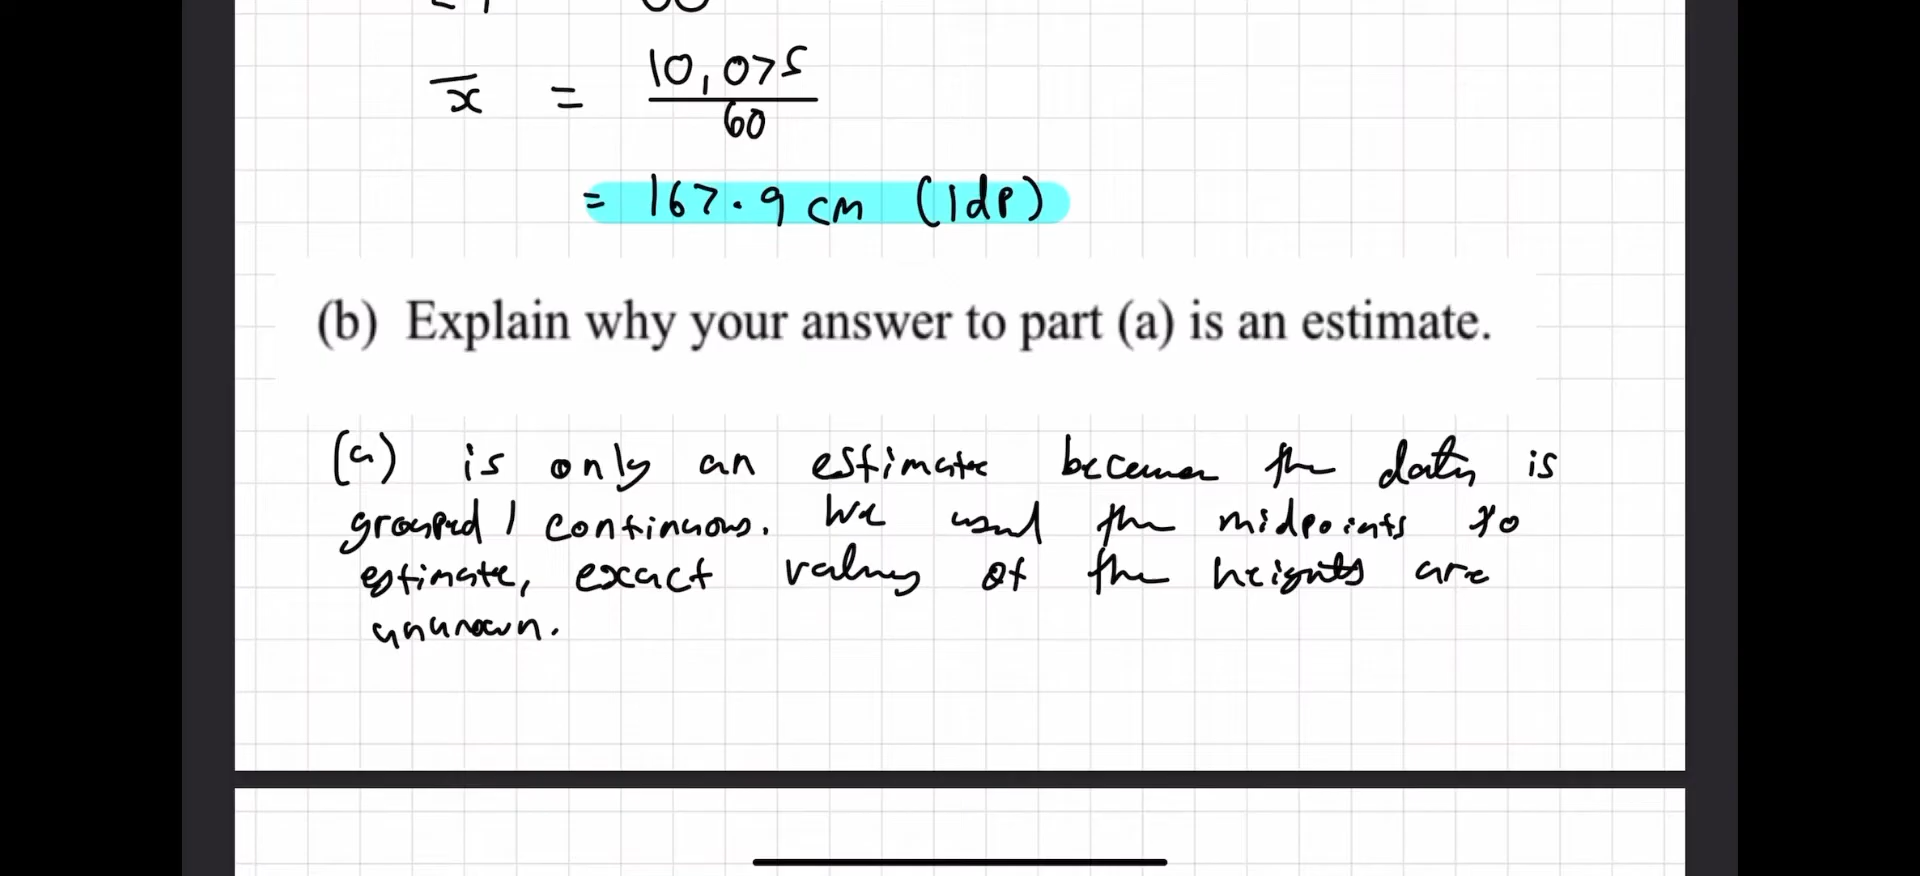 x̄ = 10,075
60
= 167.9 cm (1dp)
(b) Explain why your answer to part (a) is an estimate.
(a) is only an estimate because the data is
grouped / continuous. We used the midpoints to
estimate, exact values of the heights are
unknown.